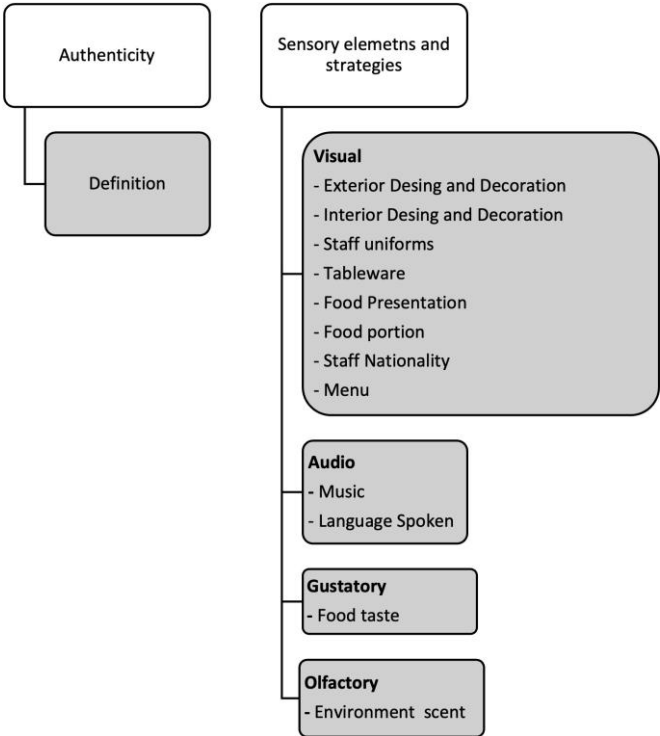 Authenticity
Definition
Sensory elemetns and
strategies
Visual
- Exterior Desing and Decoration
- Interior Desing and Decoration
- Staff uniforms
- Tableware
- Food Presentation
- Food portion
- Staff Nationality
- Menu
Audio
- Music
- Language Spoken
Gustatory
- Food taste
Olfactory
- Environment scent